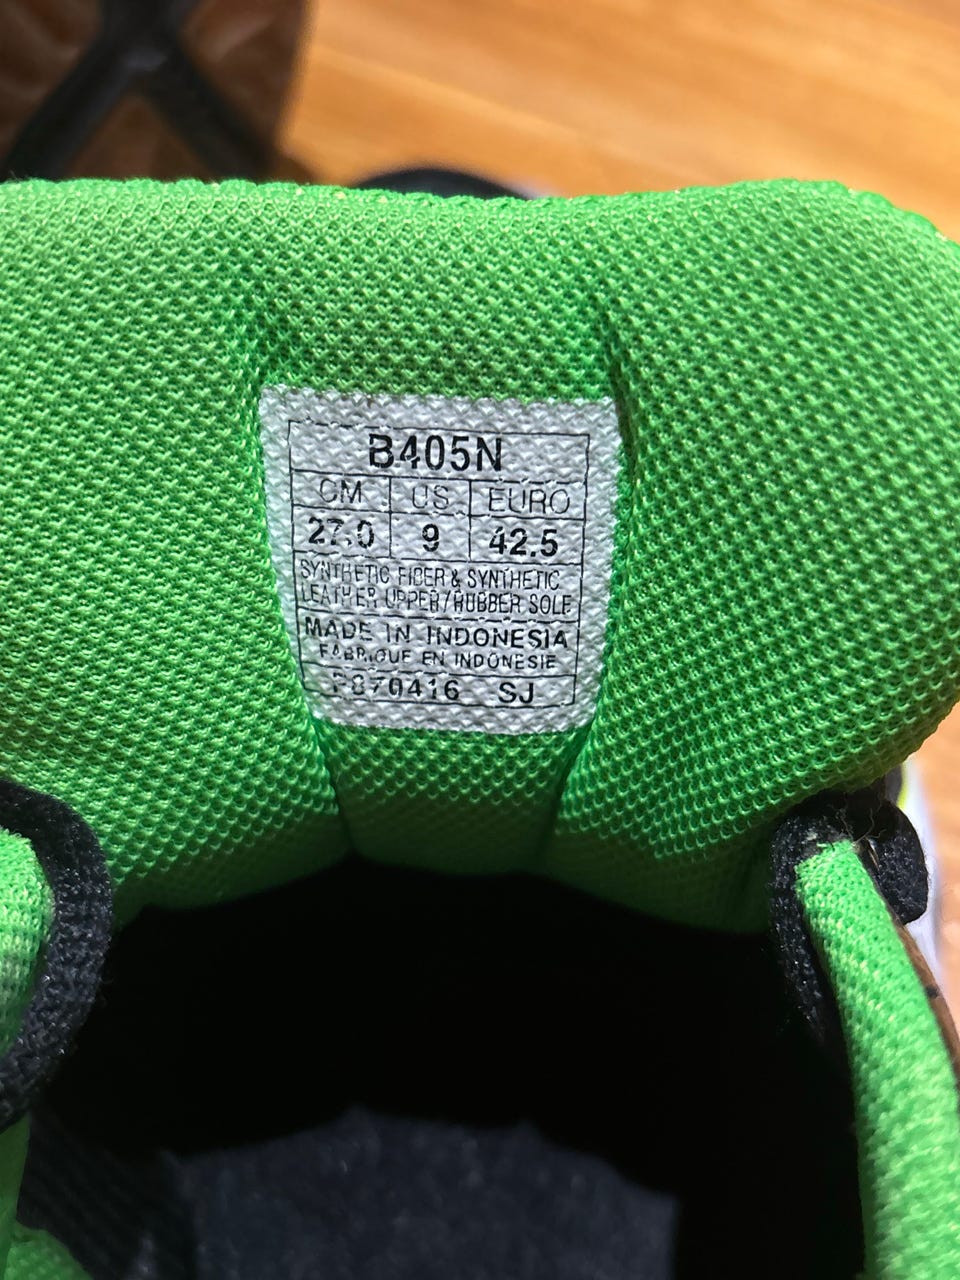 B405N
CM US EURO
27.0 9 42.5
SYNTHETIC FIBER & SYNTHETIC
LEATHER UPPER/RUBBER SOLE
MADE IN INDONESIA
FABRIQUE EN INDONESIE
SJ